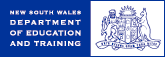 NEW SOUTH WALES
DEPARTMENT
OF EDUCATION
AND TRAINING